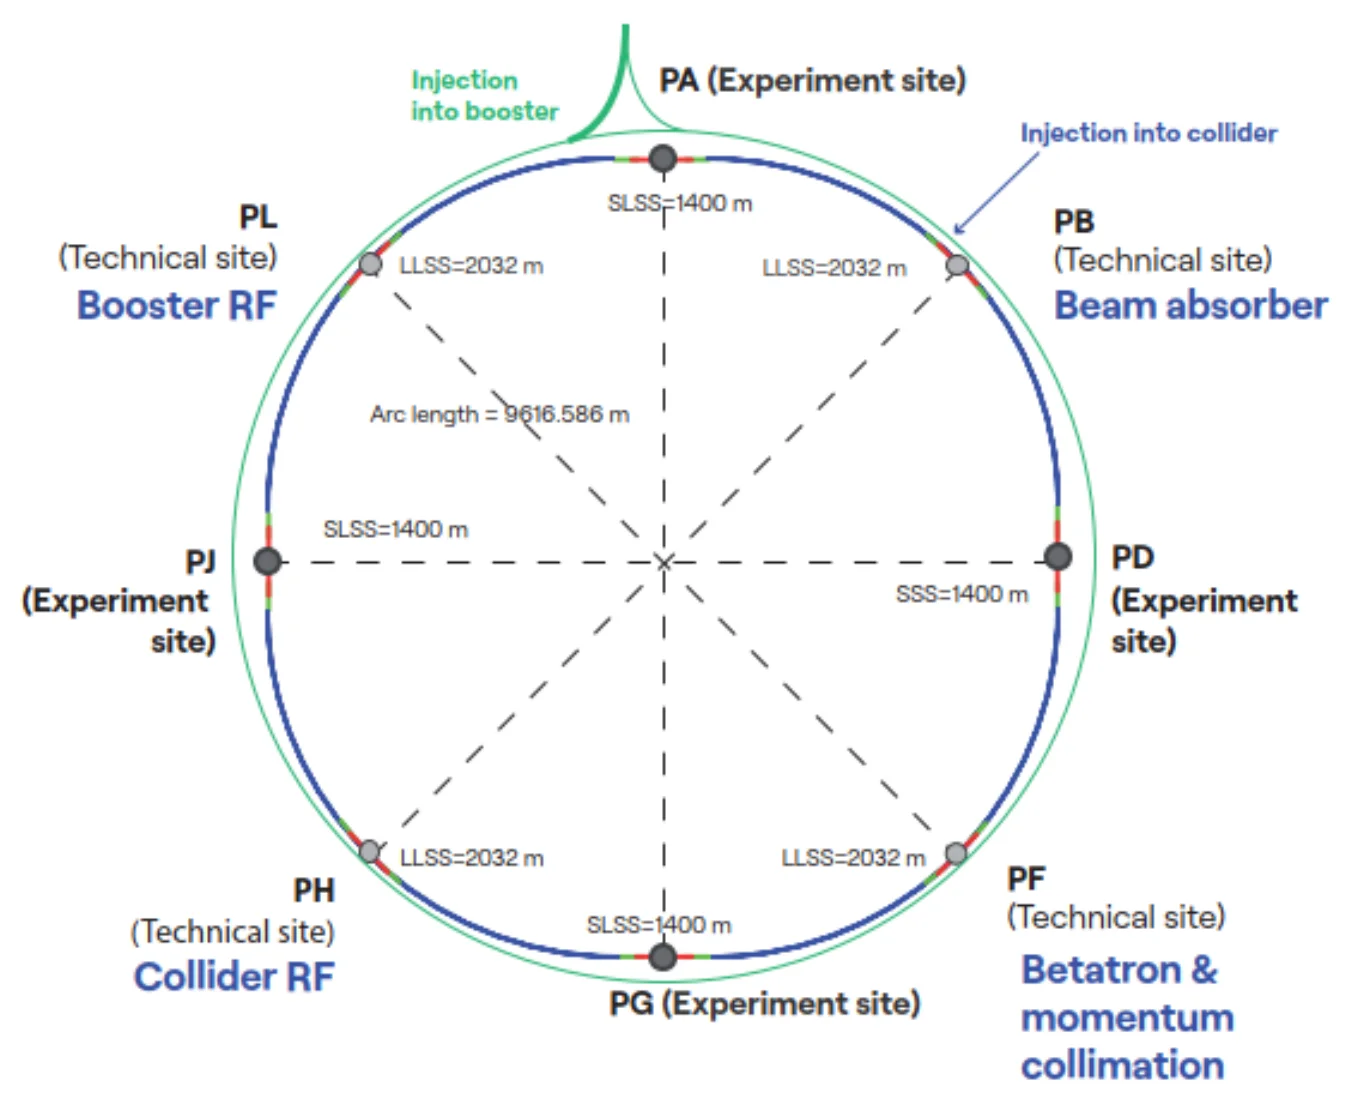 Injection
into booster
PA (Experiment site)
Injection into collider
SLSS=1400 m
PL
(Technical site)
Booster RF
LLSS=2032 m
LLSS=2032 m
PB
(Technical site)
Beam absorber
Arc length = 9616.586 m
SLSS=1400 m
PJ
(Experiment
site)
SSS=1400 m
PD
(Experiment
site)
LLSS=2032 m
LLSS=2032 m
PH
(Technical site)
Collider RF
PF
(Technical site)
Betatron &
momentum
collimation
SLSS=1400 m
PG (Experiment site)